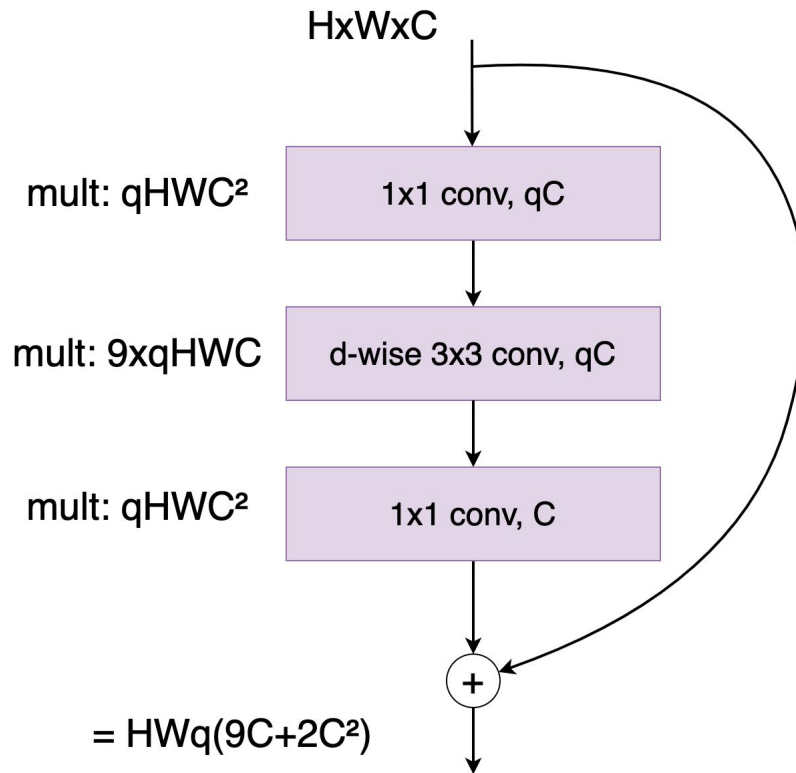 HxWxC
mult: qHWC²
1x1 conv, qC
mult: 9xqHWC
d-wise 3x3 conv, qC
mult: qHWC²
1x1 conv, C
+
= HWq(9C+2C²)